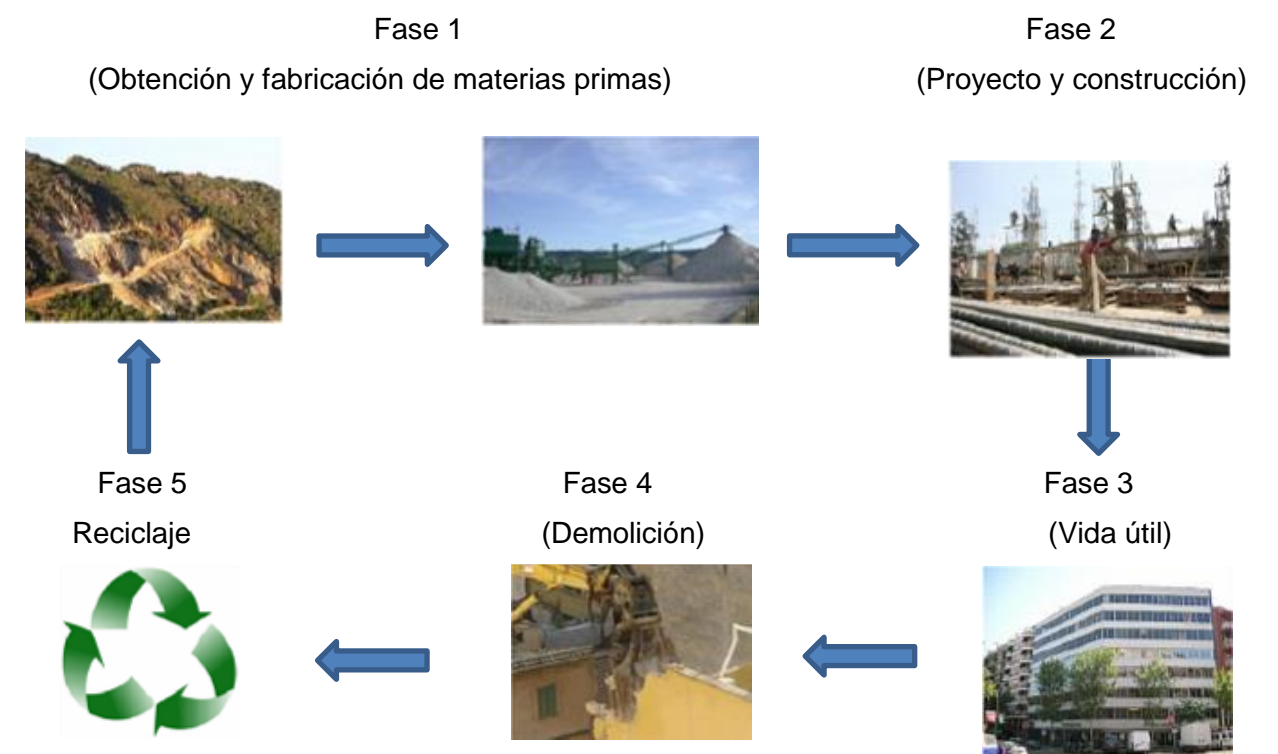 Fase 1
(Obtención y fabricación de materias primas)
Fase 2
(Proyecto y construcción)
Fase 5
Reciclaje
Fase 4
(Demolición)
Fase 3
(Vida útil)